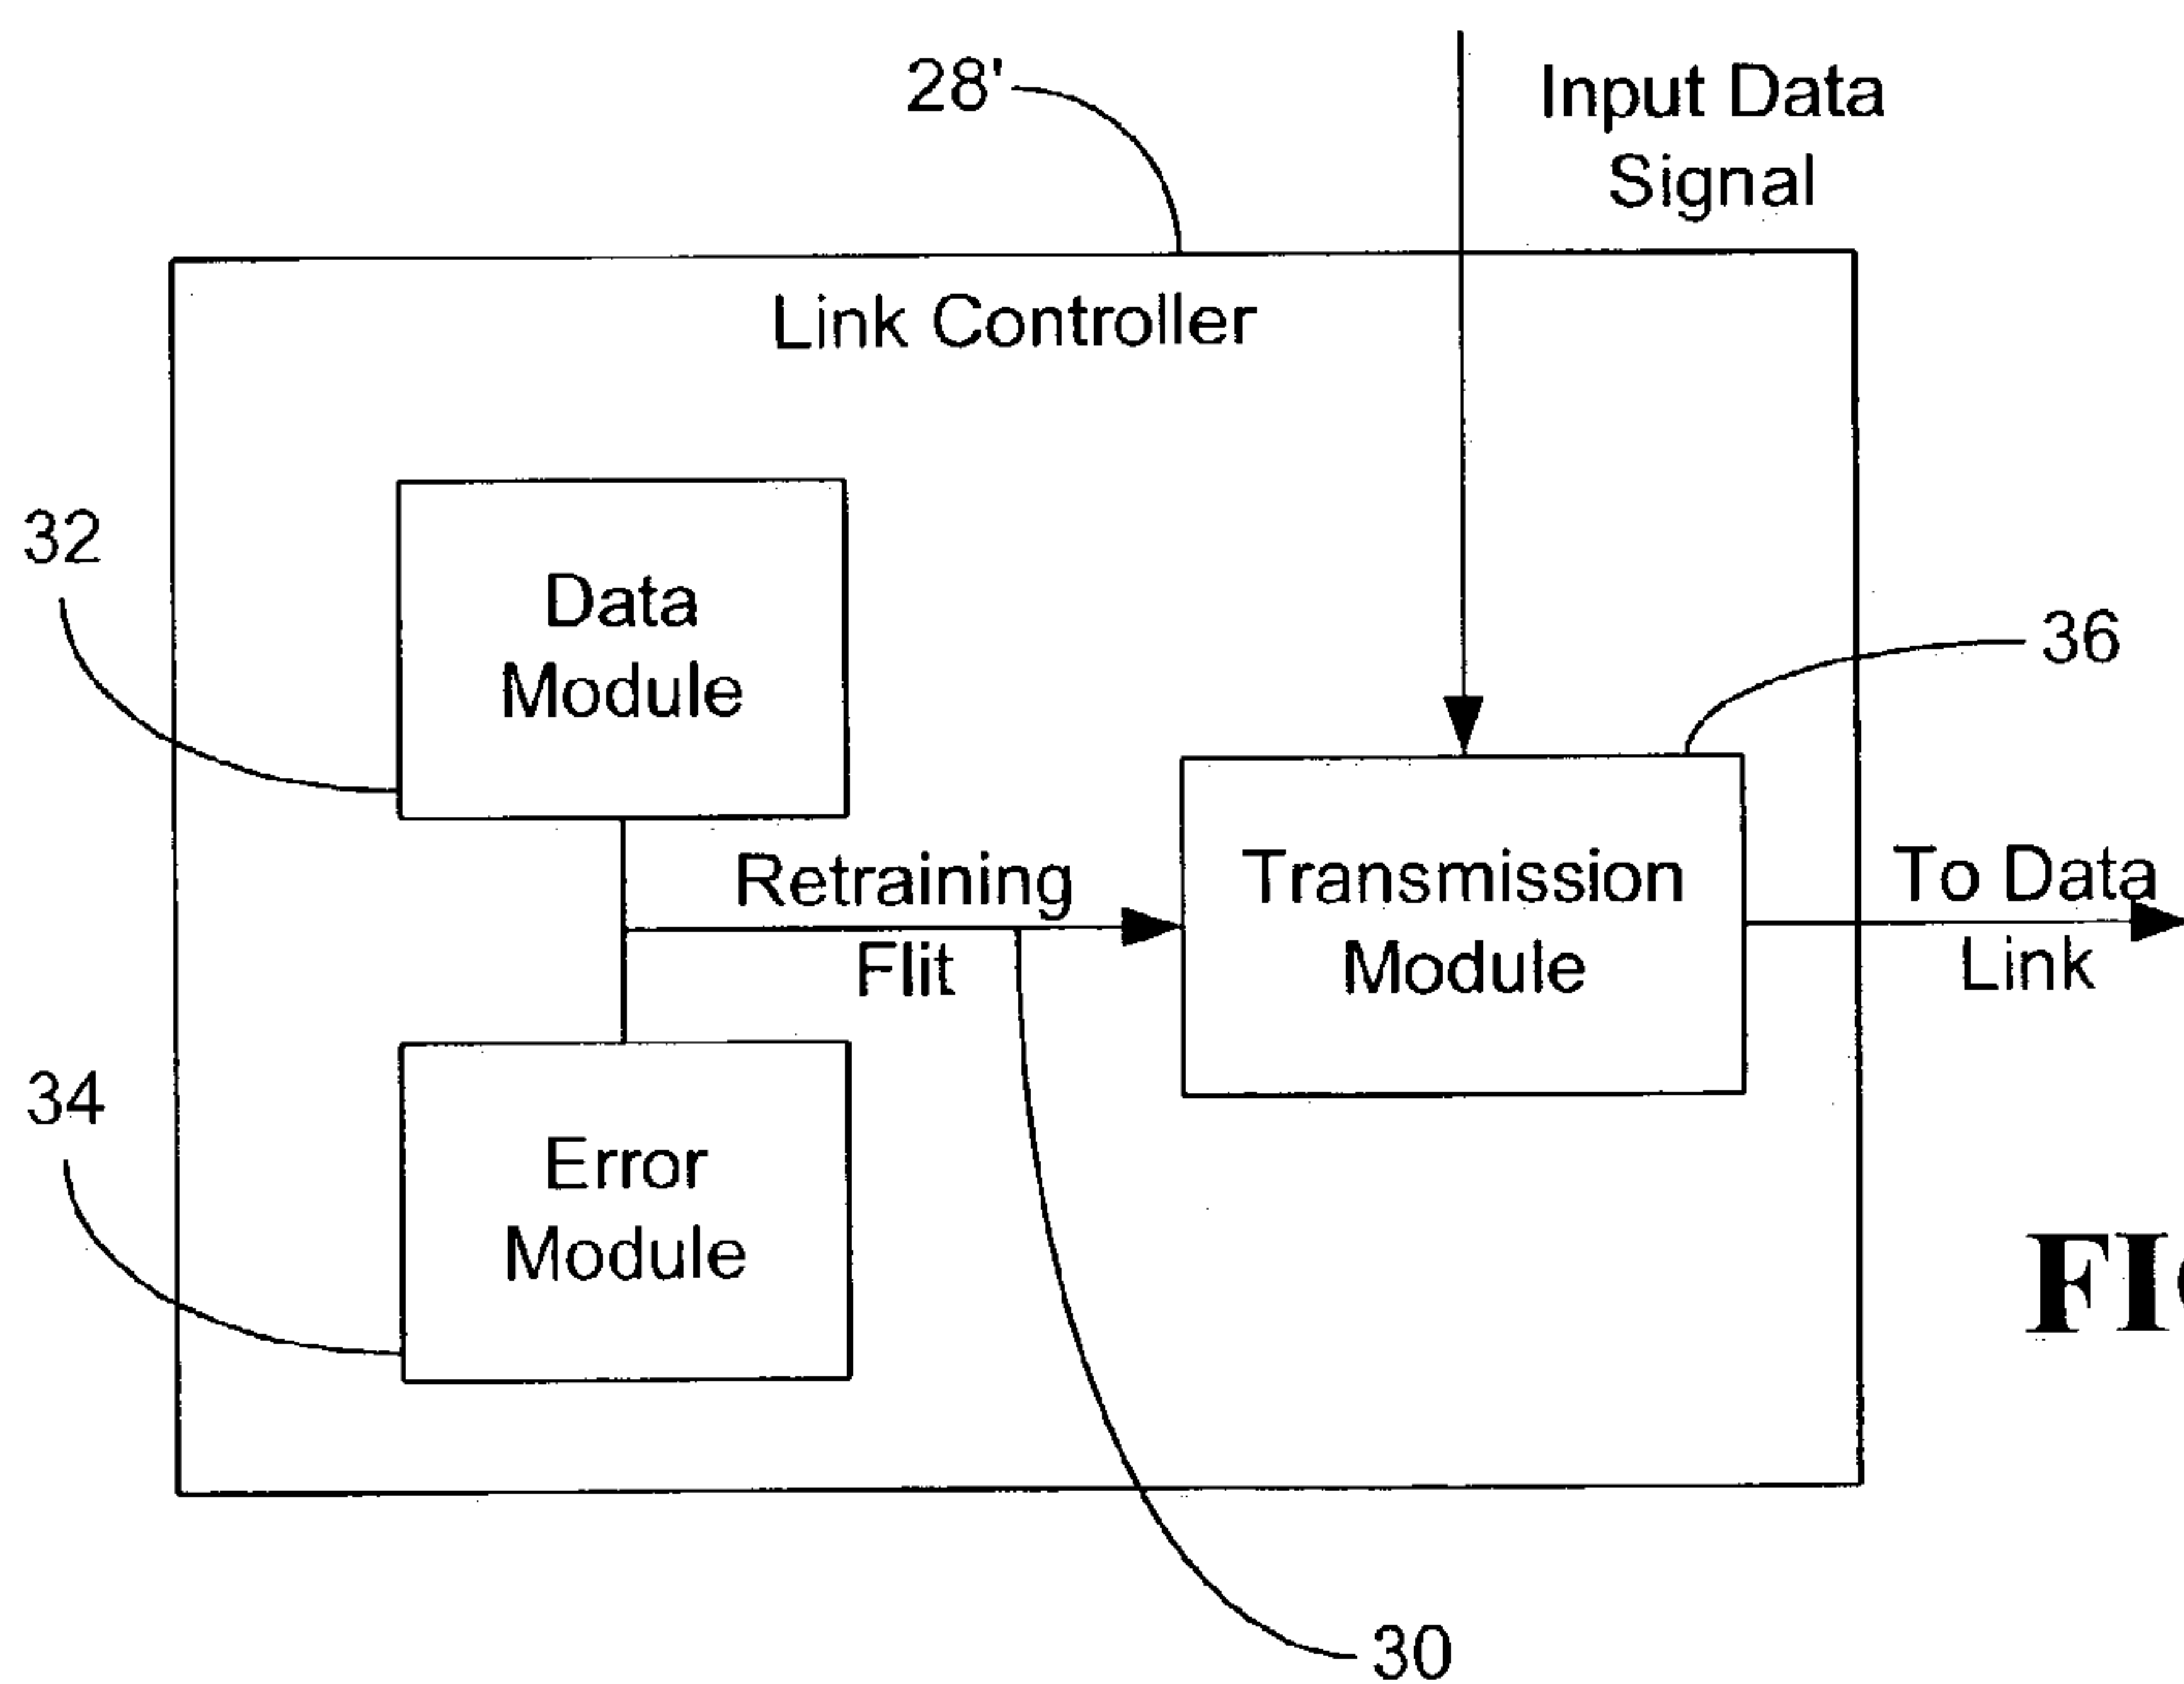 28'
Input Data
Signal
Link Controller
32
Data
Module
36
Retraining
Flit
Transmission
Module
To Data
Link
34
Error
Module
30